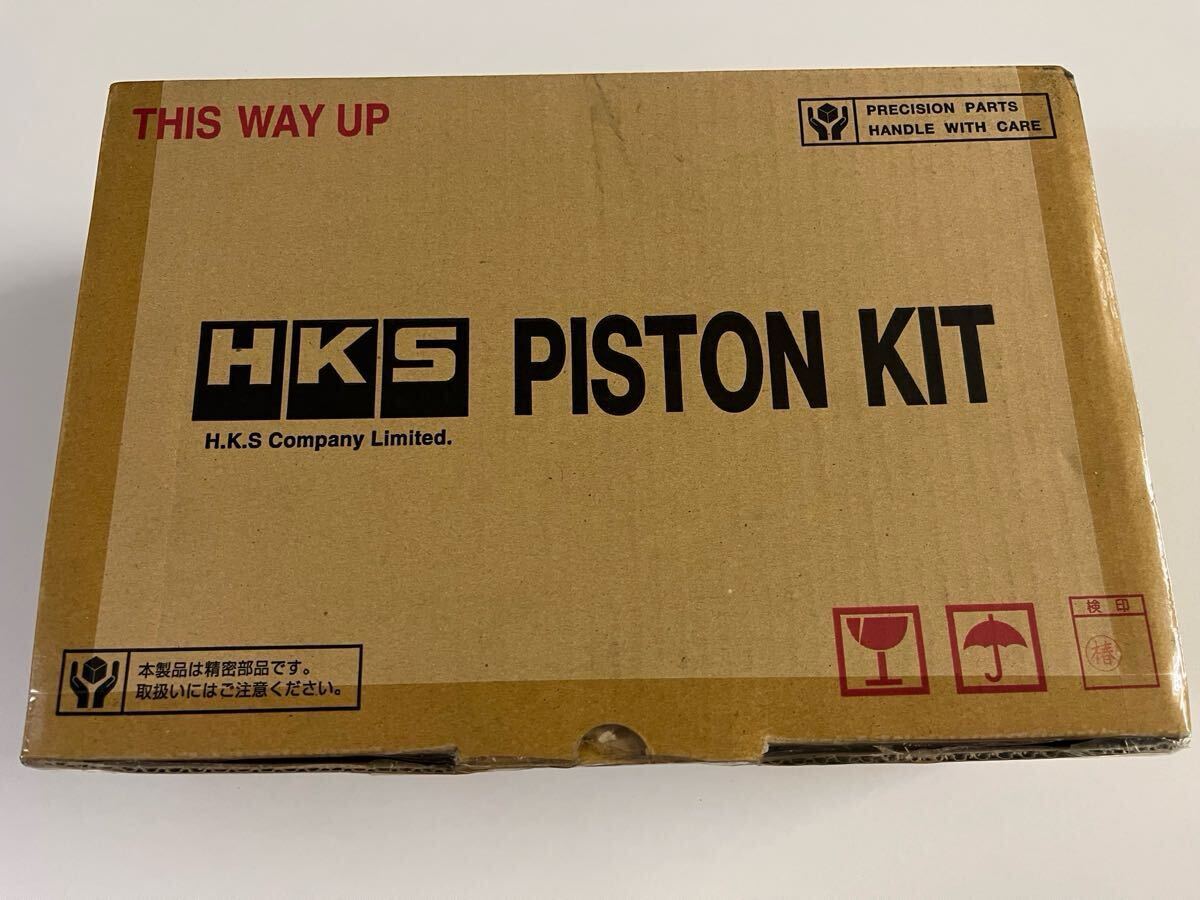 THIS WAY UP
PRECISION PARTS
HANDLE WITH CARE
HKS PISTON KIT
H.K.S Company Limited.
検印
椿
本製品は精密部品です。
取扱いにはご注意ください。